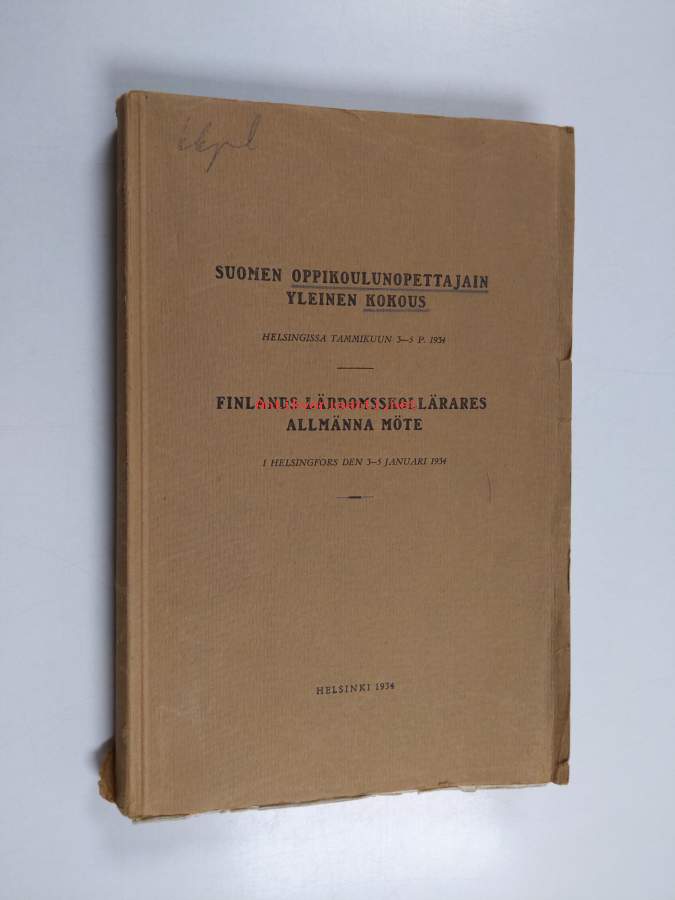 SUOMEN OPPIKOULUNOPETTAJAIN
YLEINEN KOKOUS
HELSINGISSA TAMMIKUUN 3—5 P. 1934
FINLANDS LÄRDOMSSKOLLÄRARES
ALLMÄNNA MÖTE
I HELSINGFORS DEN 3—5 JANUARI 1934
HELSINKI 1934